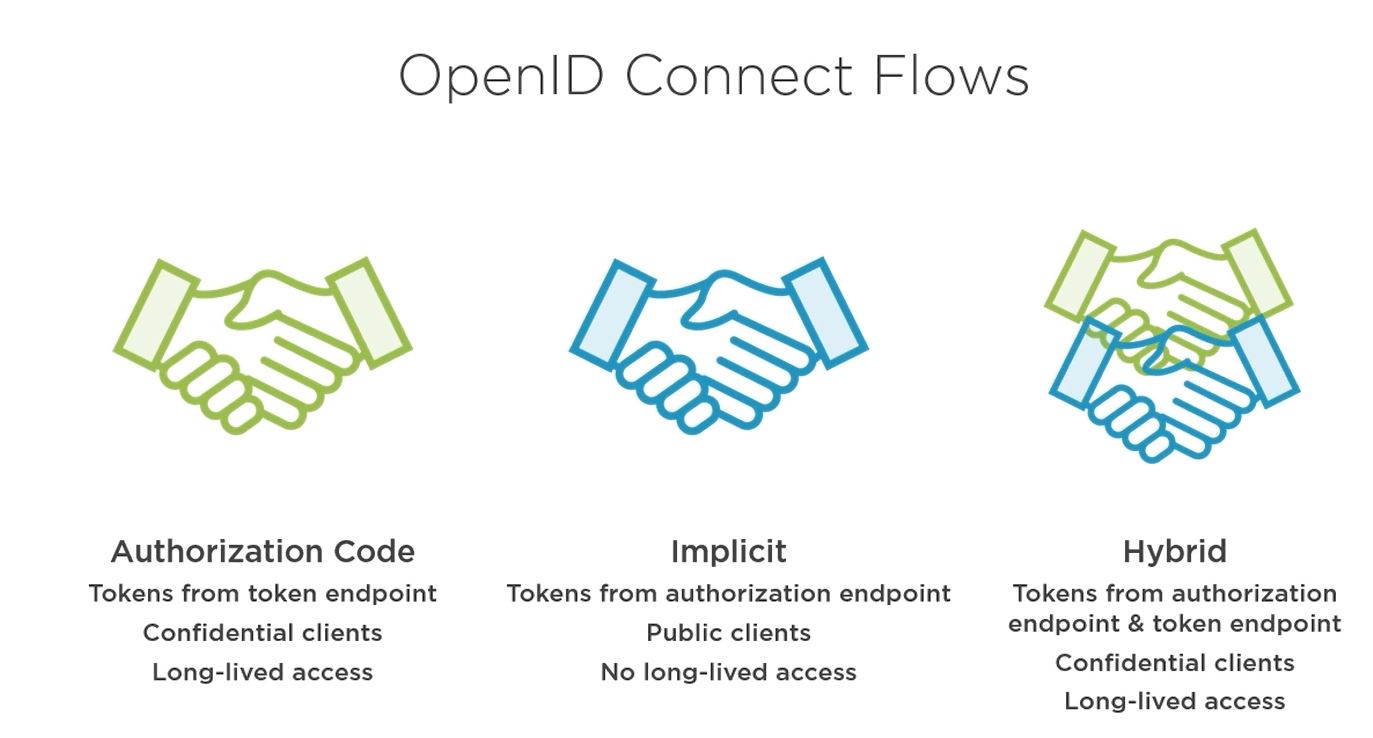 OpenID Connect Flows
Authorization Code
Tokens from token endpoint
Confidential clients
Long-lived access
Implicit
Tokens from authorization endpoint
Public clients
No long-lived access
Hybrid
Tokens from authorization
endpoint & token endpoint
Confidential clients
Long-lived access